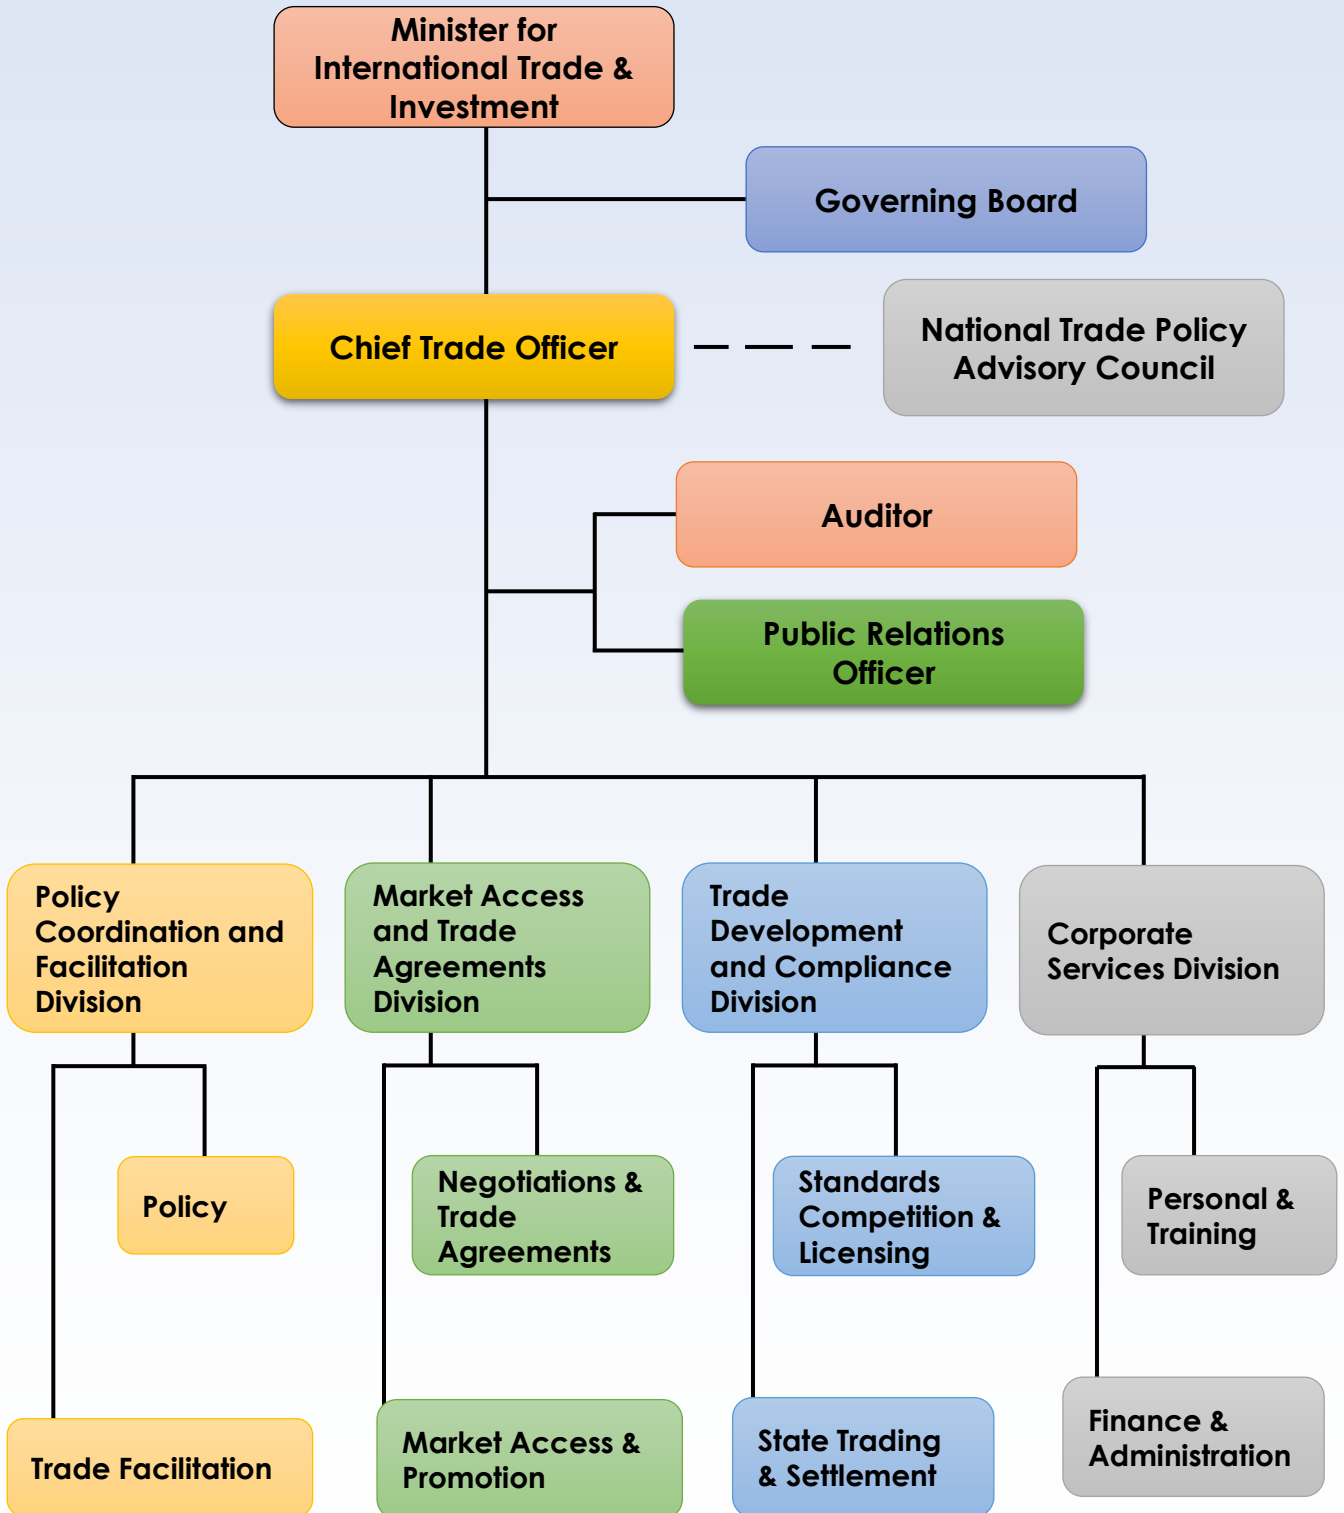 Minister for
International Trade &
Investment
Governing Board
Chief Trade Officer
National Trade Policy
Advisory Council
Auditor
Public Relations
Officer
Policy
Coordination and
Facilitation
Division
Market Access
and Trade
Agreements
Division
Trade
Development
and Compliance
Division
Corporate
Services Division
Policy
Negotiations &
Trade
Agreements
Standards
Competition &
Licensing
Personal &
Training
Trade Facilitation
Market Access &
Promotion
State Trading
& Settlement
Finance &
Administration